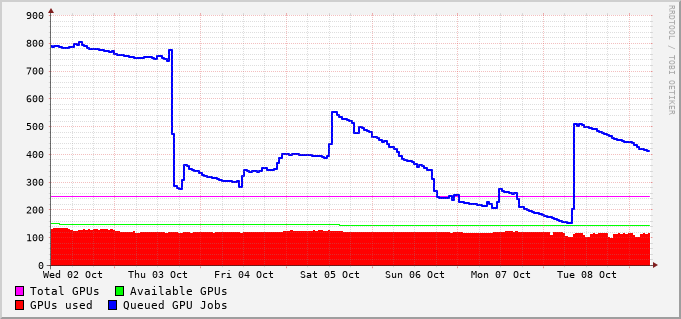 900
800
700
600
500
400
300
200
100
0
Wed 02 Oct Thu 03 Oct Fri 04 Oct Sat 05 Oct Sun 06 Oct Mon 07 Oct Tue 08 Oct
Total GPUs Available GPUs
GPUs used Queued GPU Jobs
RRDTOOL / TOBI OETIKER